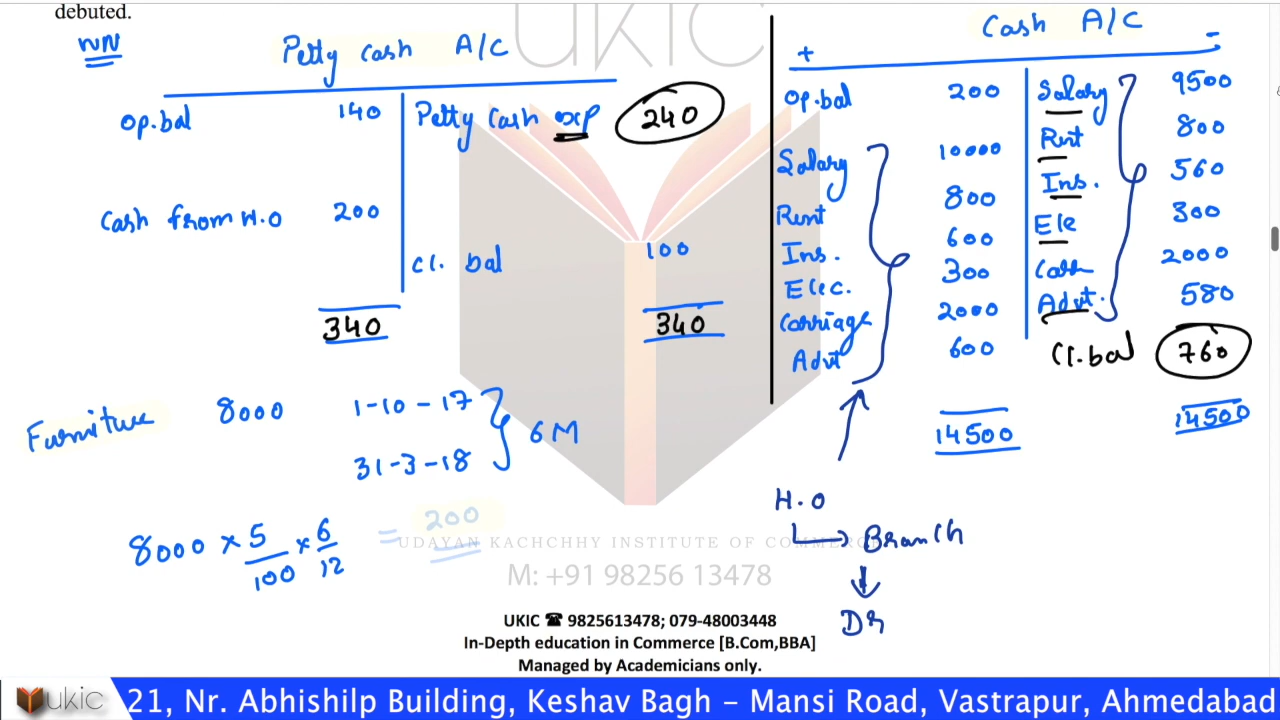 debuted.
UKIC
WN
Petty cash A/C
Op.bal 140 Petty Cash exp 240
Cash from H.O 200
Cl. bal 100
340 340
Furniture 8000 1-10-17
31-3-18
6 M
8000 × 5/100 × 6/12 = 200
Cash A/C
+ -
Op.bal 200 Salary 9500
Salary 10000 Rent 800
Rent 800 Ins. 560
Ins. 600 Ele 300
Elec. 300 Cash 2000
Carriage 2000 Advt. 580
Advt 600 Cl.bal 760
14500 14500
H.O
Branch
Dr
UDAYAN KACHCHHY INSTITUTE OF COMMERCE
M: +91 98256 13478
UKIC ☎ 9825613478; 079-48003448
In-Depth education in Commerce [B.Com,BBA]
Managed by Academicians only.
ukic 21, Nr. Abhishilp Building, Keshav Bagh – Mansi Road, Vastrapur, Ahmedabad